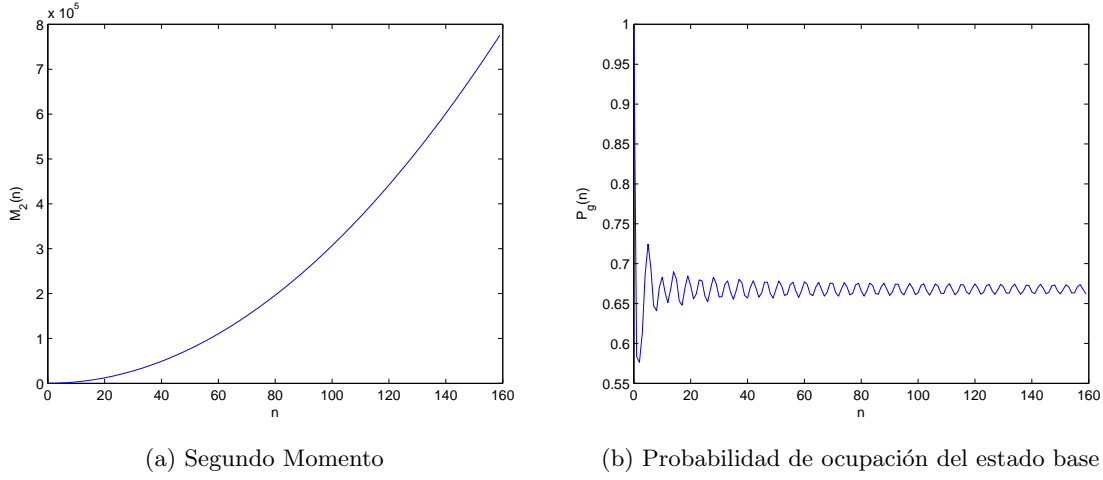 x 10^5
8
7
6
5
4
3
2
1
0
M_2(n)
0 20 40 60 80 100 120 140 160
n
(a) Segundo Momento
1
0.95
0.9
0.85
0.8
0.75
0.7
0.65
0.6
0.55
P_g(n)
0 20 40 60 80 100 120 140 160
n
(b) Probabilidad de ocupación del estado base